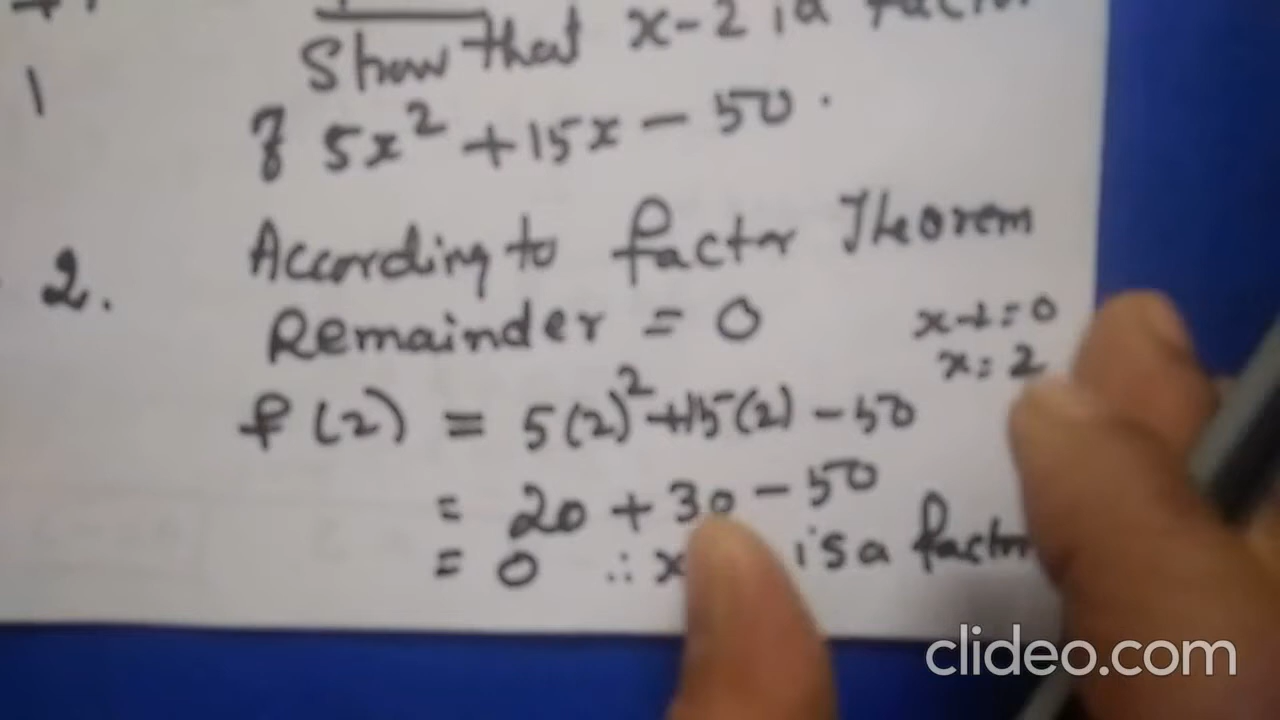 1
Show that x-2 is a factor
of 5x² + 15x - 50.
2.
According to factor Theorem
Remainder = 0
x-2=0
x=2
f(2) = 5(2)²+15(2) - 50
= 20 + 30 - 50
= 0 ∴ x is a factor
clideo.com